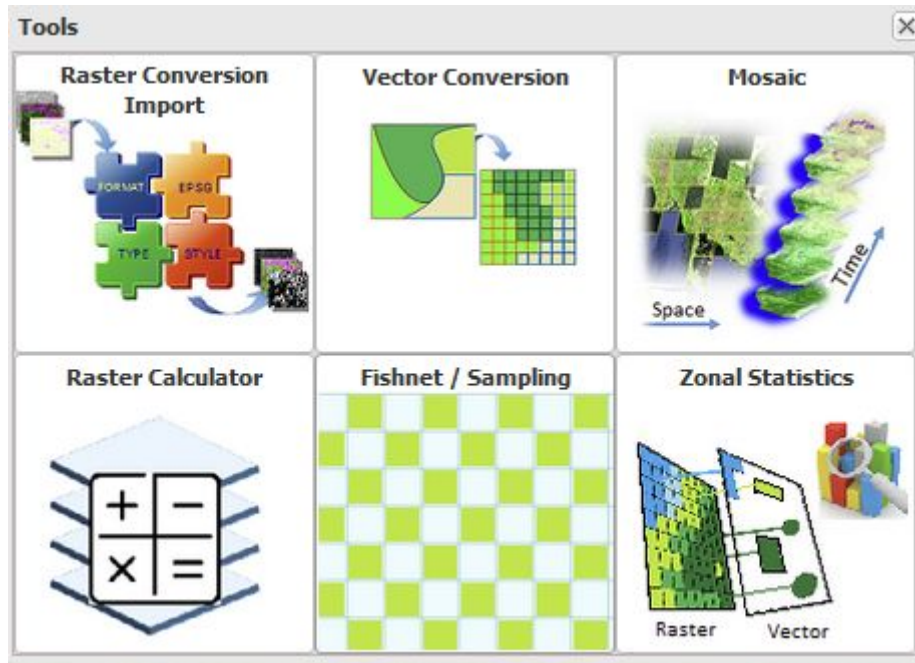 Tools
Raster Conversion
Import
FORMAT
EPSG
TYPE
STYLE
Vector Conversion
Mosaic
Space
Time
Raster Calculator
+ −
× =
Fishnet / Sampling
Zonal Statistics
Raster
Vector